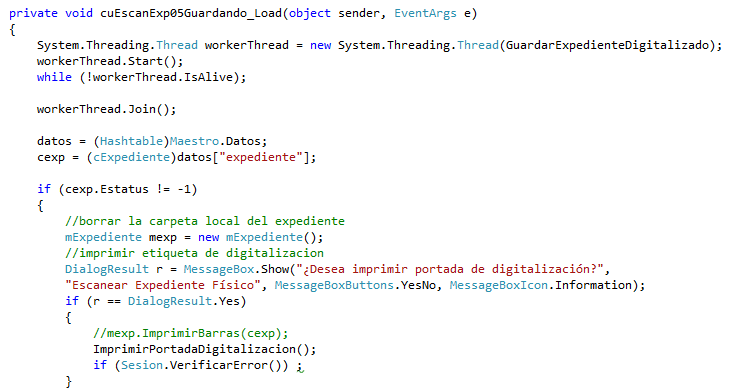 private void cuEscanExp05Guardando_Load(object sender, EventArgs e)
{
System.Threading.Thread workerThread = new System.Threading.Thread(GuardarExpedienteDigitalizado);
workerThread.Start();
while (!workerThread.IsAlive);
workerThread.Join();
datos = (Hashtable)Maestro.Datos;
cexp = (cExpediente)datos["expediente"];
if (cexp.Estatus != -1)
{
//borrar la carpeta local del expediente
mExpediente mexp = new mExpediente();
//imprimir etiqueta de digitalizacion
DialogResult r = MessageBox.Show("¿Desea imprimir portada de digitalización?",
"Escanear Expediente Físico", MessageBoxButtons.YesNo, MessageBoxIcon.Information);
if (r == DialogResult.Yes)
{
//mexp.ImprimirBarras(cexp);
ImprimirPortadaDigitalizacion();
if (Sesion.VerificarError()) ;
}